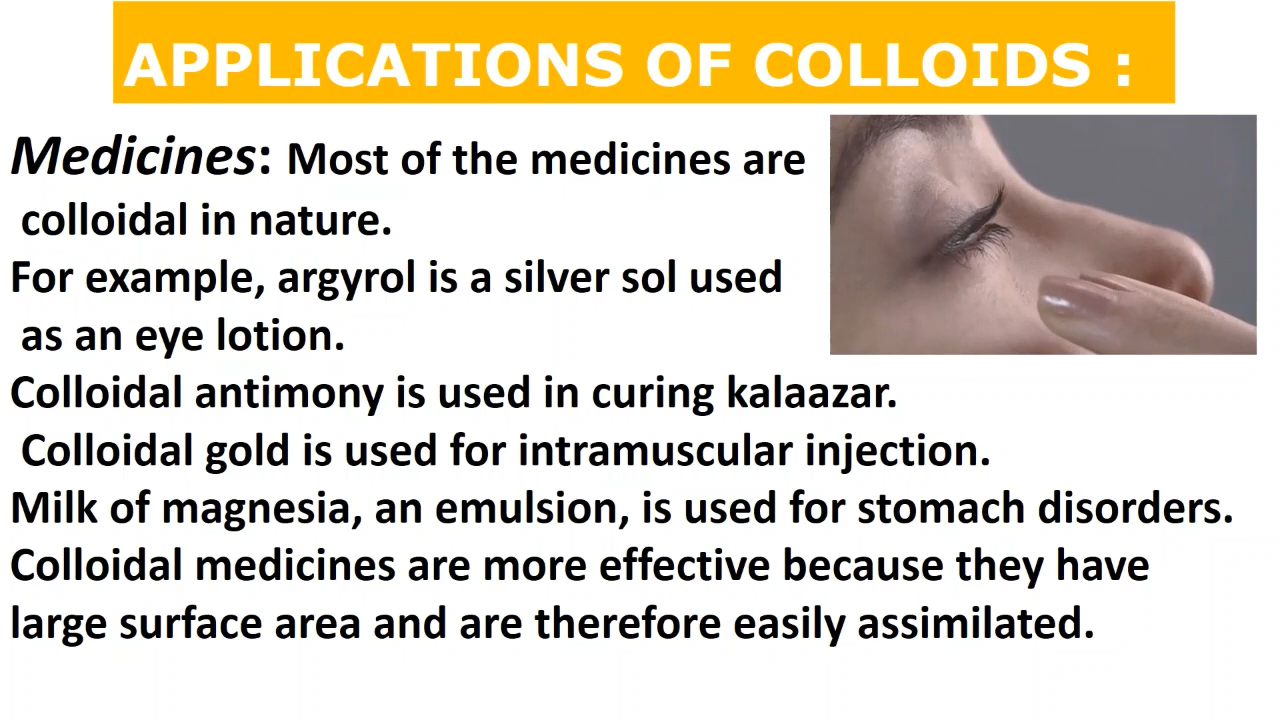 APPLICATIONS OF COLLOIDS :
Medicines: Most of the medicines are
colloidal in nature.
For example, argyrol is a silver sol used
as an eye lotion.
Colloidal antimony is used in curing kalaazar.
Colloidal gold is used for intramuscular injection.
Milk of magnesia, an emulsion, is used for stomach disorders.
Colloidal medicines are more effective because they have
large surface area and are therefore easily assimilated.